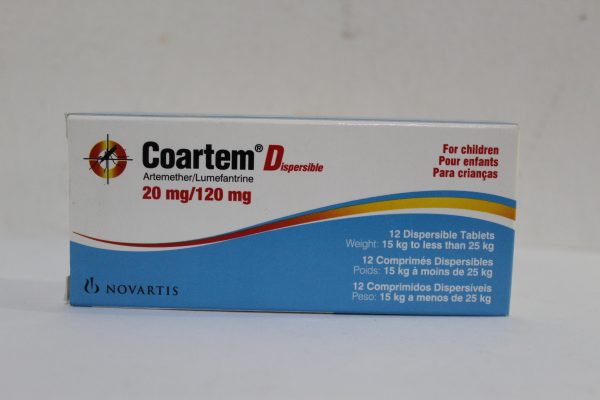 Coartem® Dispersible
Artemether/Lumefantrine
20 mg/120 mg
For children
Pour enfants
Para crianças
12 Dispersible Tablets
Weight: 15 kg to less than 25 kg
12 Comprimés Dispersibles
Poids: 15 kg à moins de 25 kg
12 Comprimidos Dispersíveis
Peso: 15 kg a menos de 25 kg
NOVARTIS